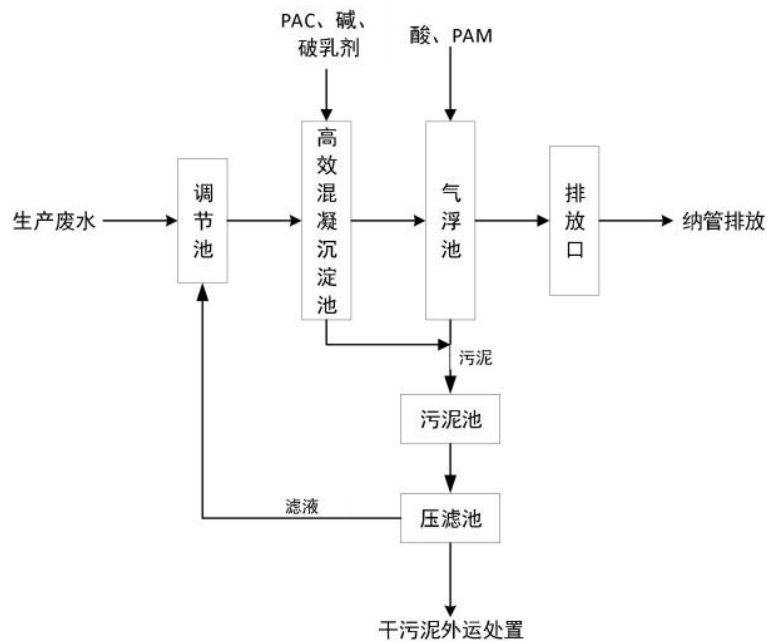 PAC、碱、
破乳剂
酸、PAM
生产废水
调节池
高效混凝沉淀池
气浮池
排放口
纳管排放
污泥
污泥池
滤液
压滤池
干污泥外运处置